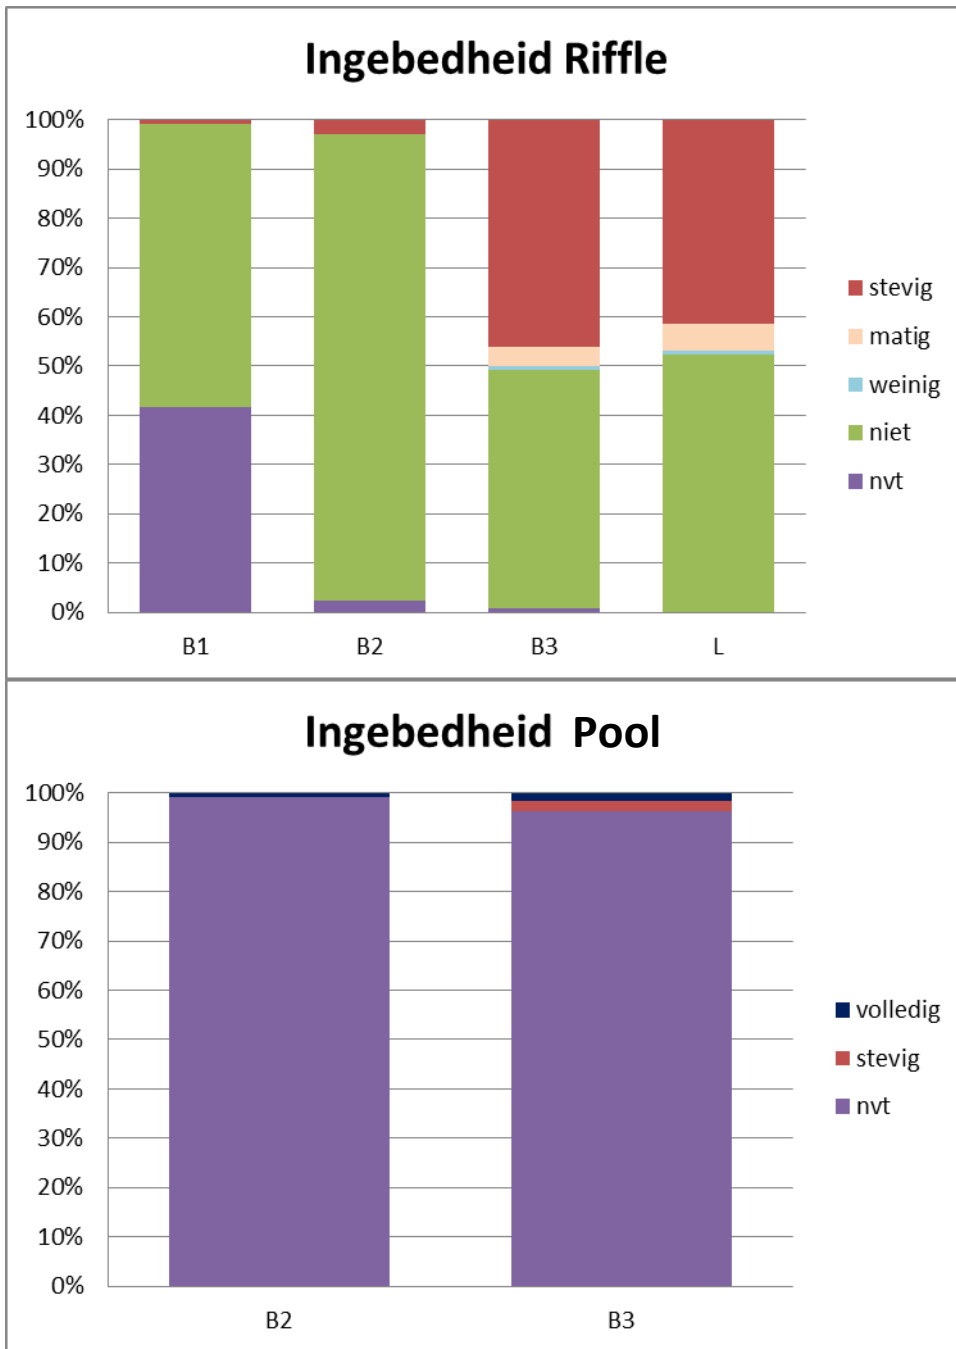 Ingebedheid Riffle
100%
90%
80%
70%
60%
50%
40%
30%
20%
10%
0%
B1 B2 B3 L
stevig
matig
weinig
niet
nvt
Ingebedheid Pool
100%
90%
80%
70%
60%
50%
40%
30%
20%
10%
0%
B2 B3
volledig
stevig
nvt